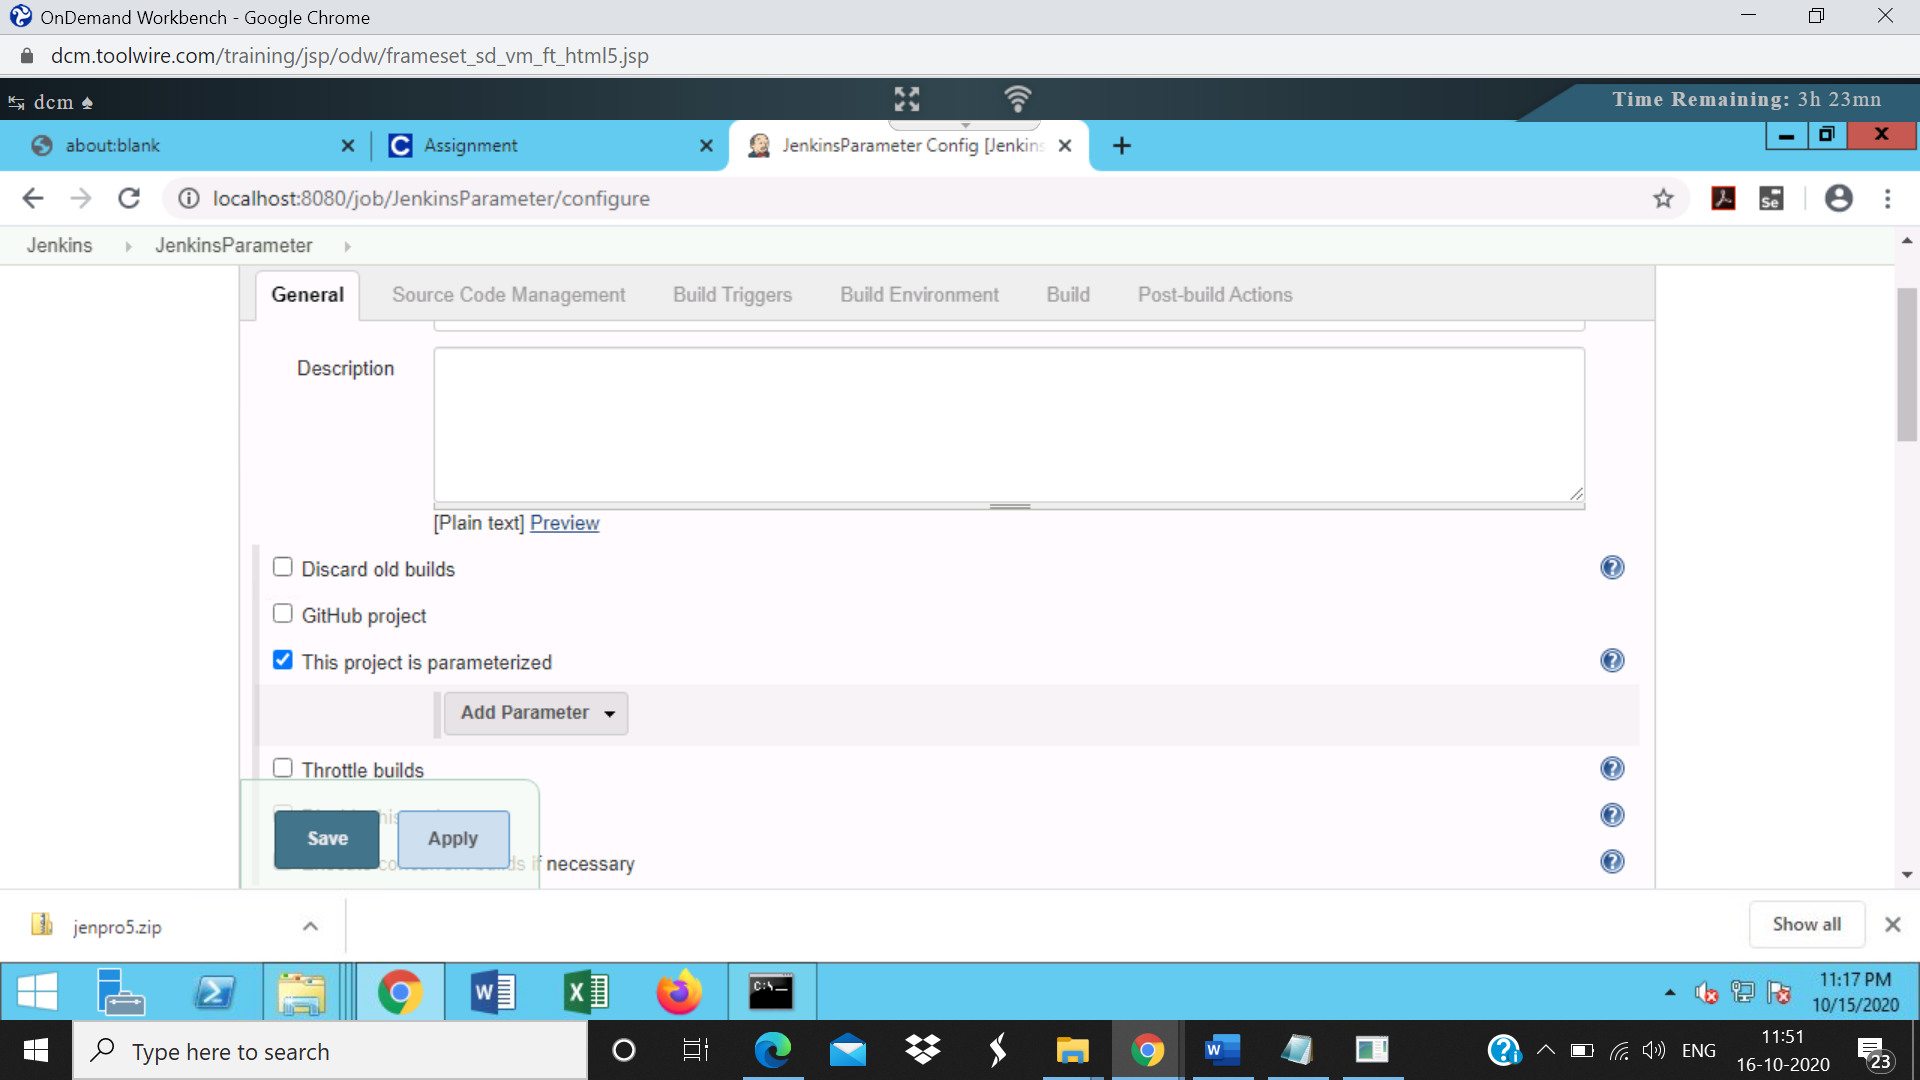 OnDemand Workbench - Google Chrome
dcm.toolwire.com/training/jsp/odw/frameset_sd_vm_ft_html5.jsp
dcm
Time Remaining: 3h 23mn
about:blank
Assignment
JenkinsParameter Config [Jenkins
localhost:8080/job/JenkinsParameter/configure
Jenkins
JenkinsParameter
General
Source Code Management
Build Triggers
Build Environment
Build
Post-build Actions
Description
[Plain text] Preview
Discard old builds
GitHub project
This project is parameterized
Add Parameter
Throttle builds
Save
Apply
if necessary
jenpro5.zip
Show all
11:17 PM
10/15/2020
Type here to search
ENG
11:51
16-10-2020
23